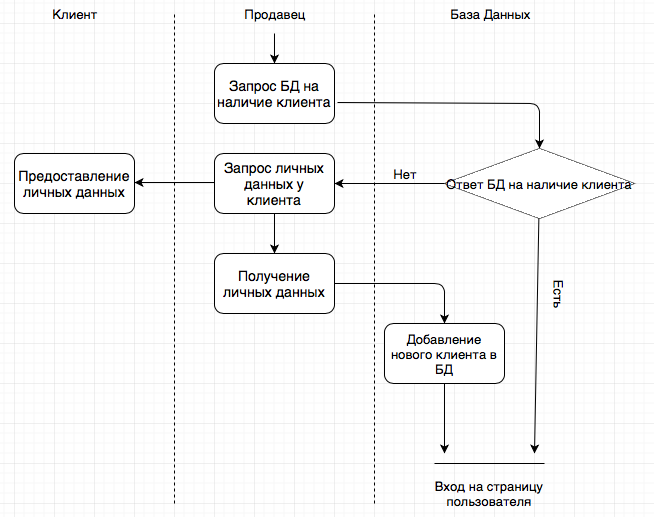 Клиент
Продавец
База Данных
Запрос БД на
наличие клиента
Предоставление
личных данных
Запрос личных
данных у
клиента
Нет
Ответ БД на наличие клиента
Получение
личных данных
Есть
Добавление
нового клиента в
БД
Вход на страницу
пользователя